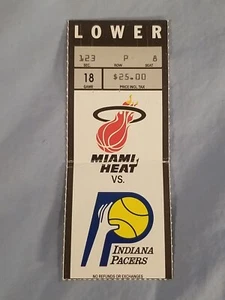 LOWER
123 P 8
SEC. ROW SEAT
18 $25.00
GAME PRICE INCL. TAX
MIAMI
HEAT
VS.
INDIANA
PACERS
NO REFUNDS OR EXCHANGES